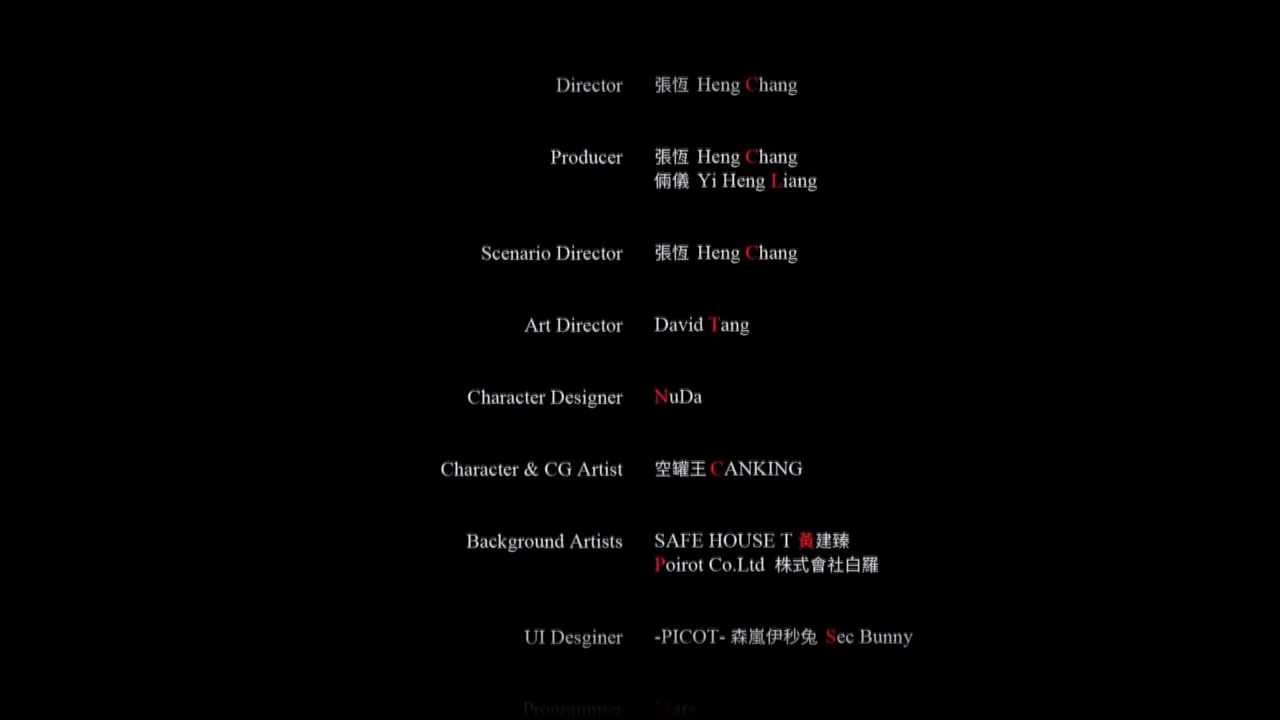 Director 張恆 Heng Chang
Producer 張恆 Heng Chang
倆儀 Yi Heng Liang
Scenario Director 張恆 Heng Chang
Art Director David Tang
Character Designer NuDa
Character & CG Artist 空罐王 CANKING
Background Artists SAFE HOUSE T 黃建臻
Poirot Co.Ltd 株式會社白羅
UI Desginer -PICOT- 森嵐伊秒兔 Sec Bunny
Programmer Mars